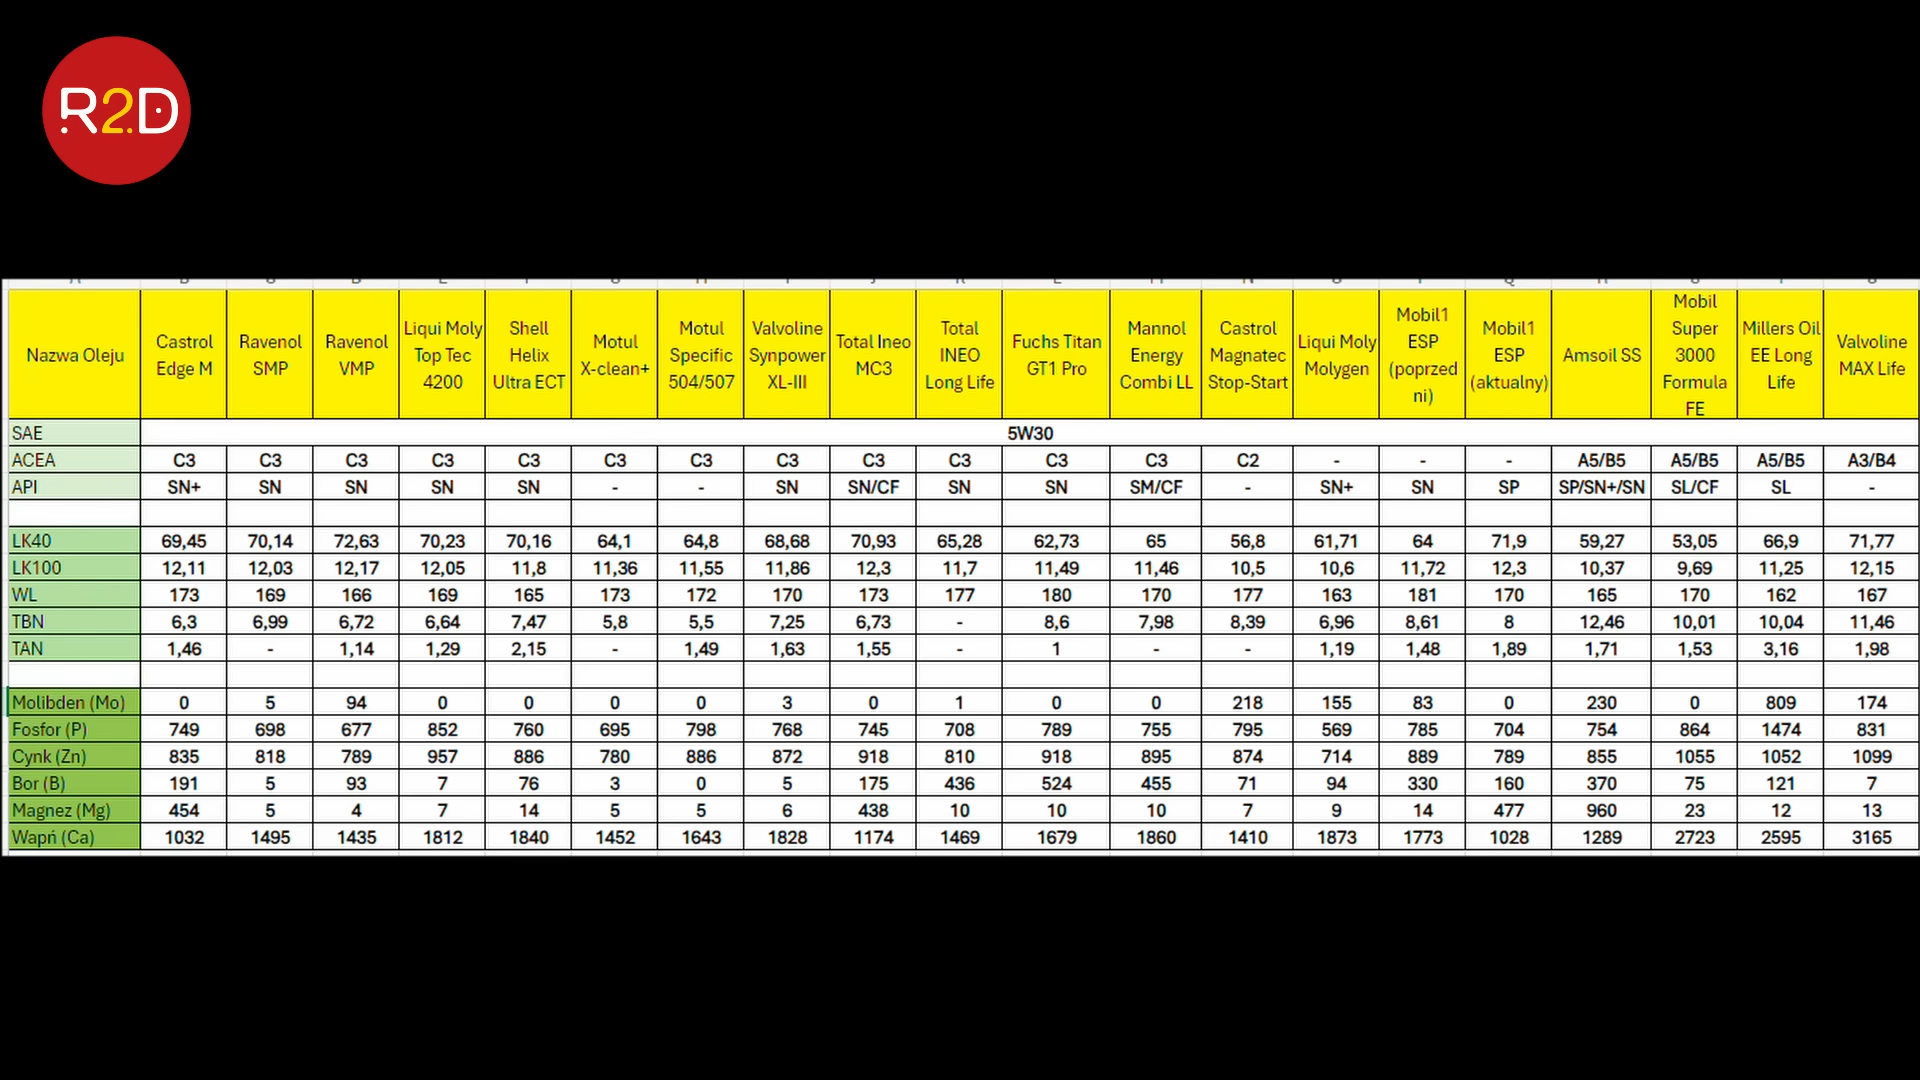 R2D
Nazwa Oleju | Castrol Edge M | Ravenol SMP | Ravenol VMP | Liqui Moly Top Tec 4200 | Shell Helix Ultra ECT | Motul X-clean+ | Motul Specific 504/507 | Valvoline Synpower XL-III | Total Ineo MC3 | Total INEO Long Life | Fuchs Titan GT1 Pro | Mannol Energy Combi LL | Castrol Magnatec Stop-Start | Liqui Moly Molygen | Mobil1 ESP (poprzedni) | Mobil1 ESP (aktualny) | Amsoil SS | Mobil Super 3000 Formula FE | Millers Oil EE Long Life | Valvoline MAX Life
SAE 5W30
ACEA C3 C3 C3 C3 C3 C3 C3 C3 C3 C3 C3 C3 C2 - - - A5/B5 A5/B5 A5/B5 A3/B4
API SN+ SN SN SN SN - - SN SN/CF SN SN SM/CF - SN+ SN SP SP/SN+/SN SL/CF SL -
LK40 69,45 70,14 72,63 70,23 70,16 64,1 64,8 68,68 70,93 65,28 62,73 65 56,8 61,71 64 71,9 59,27 53,05 66,9 71,77
LK100 12,11 12,03 12,17 12,05 11,8 11,36 11,55 11,86 12,3 11,7 11,49 11,46 10,5 10,6 11,72 12,3 10,37 9,69 11,25 12,15
WL 173 169 166 169 165 173 172 170 173 177 180 170 177 163 181 170 165 170 162 167
TBN 6,3 6,99 6,72 6,64 7,47 5,8 5,5 7,25 6,73 - 8,6 7,98 8,39 6,96 8,61 8 12,46 10,01 10,04 11,46
TAN 1,46 - 1,14 1,29 2,15 - 1,49 1,63 1,55 - 1 - - 1,19 1,48 1,89 1,71 1,53 3,16 1,98
Molibden (Mo) 0 5 94 0 0 0 0 3 0 1 0 0 218 155 83 0 230 0 809 174
Fosfor (P) 749 698 677 852 760 695 798 768 745 708 789 755 795 569 785 704 754 864 1474 831
Cynk (Zn) 835 818 789 957 886 780 886 872 918 810 918 895 874 714 889 789 855 1055 1052 1099
Bor (B) 191 5 93 7 76 3 0 5 175 436 524 455 71 94 330 160 370 75 121 7
Magnez (Mg) 454 5 4 7 14 5 5 6 438 10 10 10 7 9 14 477 960 23 12 13
Wapń (Ca) 1032 1495 1435 1812 1840 1452 1643 1828 1174 1469 1679 1860 1410 1873 1773 1028 1289 2723 2595 3165